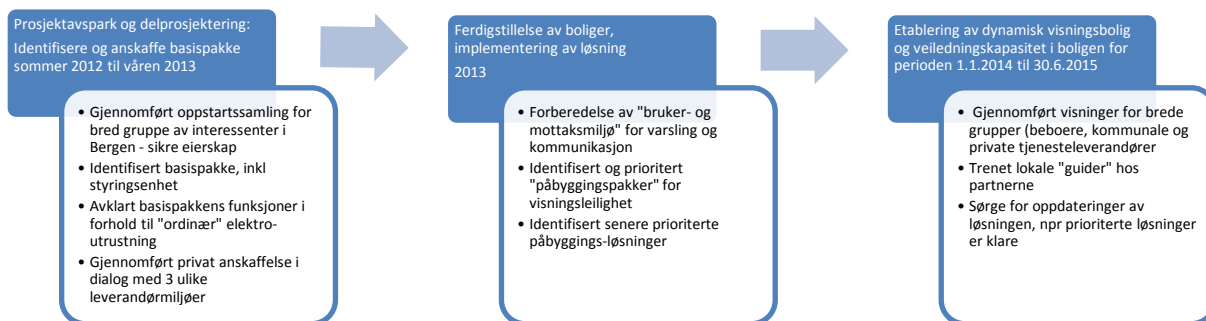 Prosjektavspark og delprosjektering:
Identifisere og anskaffe basispakke
sommer 2012 til våren 2013
• Gjennomført oppstartssamling for
bred gruppe av interessenter i
Bergen - sikre eierskap
• Identifisert basispakke, inkl
styringsenhet
• Avklart basispakkens funksjoner i
forhold til "ordinær" elektro-
utrustning
• Gjennomført privat anskaffelse i
dialog med 3 ulike
leverandørmiljøer
Ferdigstillelse av boliger,
implementering av løsning
2013
• Forberedelse av "bruker- og
mottaksmiljø" for varsling og
kommunikasjon
• Identifisert og prioritert
"påbyggingspakker" for
visningsleilighet
• Identifisert senere prioriterte
påbyggings-løsninger
Etablering av dynamisk visningsbolig
og veiledningskapasitet i boligen for
perioden 1.1.2014 til 30.6.2015
• Gjennomført visninger for brede
grupper (beboere, kommunale og
private tjenesteleverandører
• Trenet lokale "guider" hos
partnerne
• Sørge for oppdateringer av
løsningen, npr prioriterte løsninger
er klare